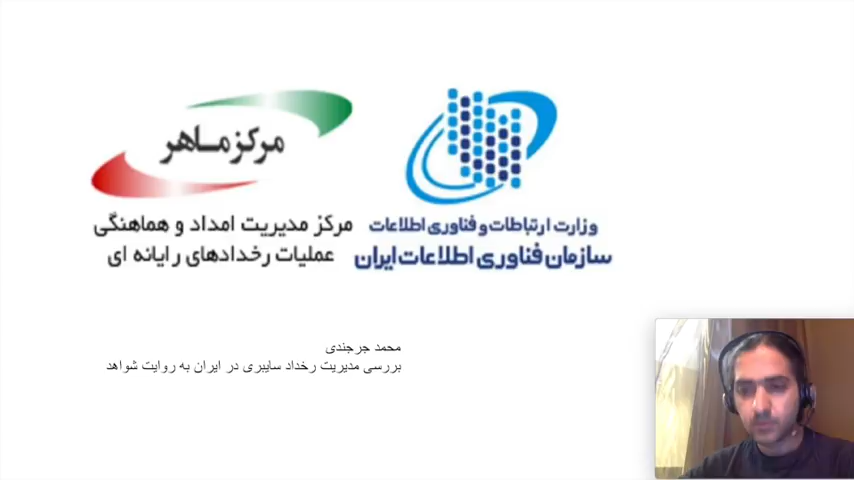 مرکز ماهر
مرکز مدیریت امداد و هماهنگی
عملیات رخدادهای رایانه ای
وزارت ارتباطات و فناوری اطلاعات
سازمان فناوری اطلاعات ایران
محمد جرجندی
بررسی مدیریت رخداد سایبری در ایران به روایت شواهد